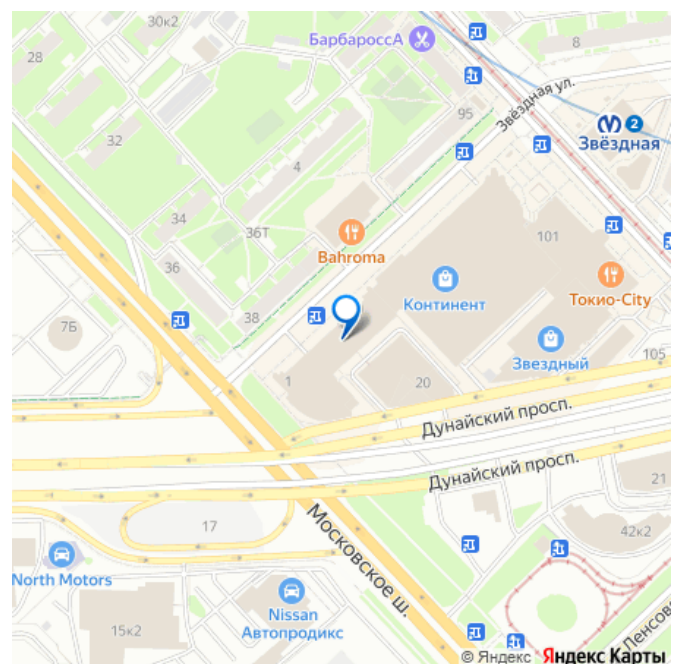 30к2
28
БарбароссА
8
Звёздная ул.
95
2
Звёздная
32
4
34
36Т
Bahroma
101
36
Континент
Токио-City
7Б
38
Звездный
105
1
20
Дунайский просп.
Дунайский просп.
21
17
Московское ш.
42к2
North Motors
Nissan
Автопродикс
15к2
Ленсов
© Яндекс Яндекс Карты